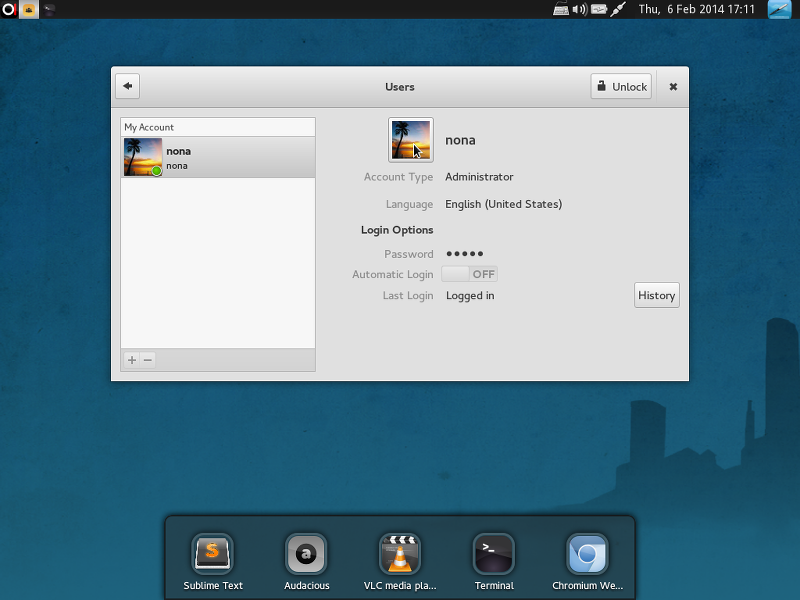 Thu, 6 Feb 2014 17:11
Users
Unlock
My Account
nona
nona
nona
Account Type Administrator
Language English (United States)
Login Options
Password •••••
Automatic Login OFF
Last Login Logged in
History
Sublime Text
Audacious
VLC media pla...
Terminal
Chromium We...